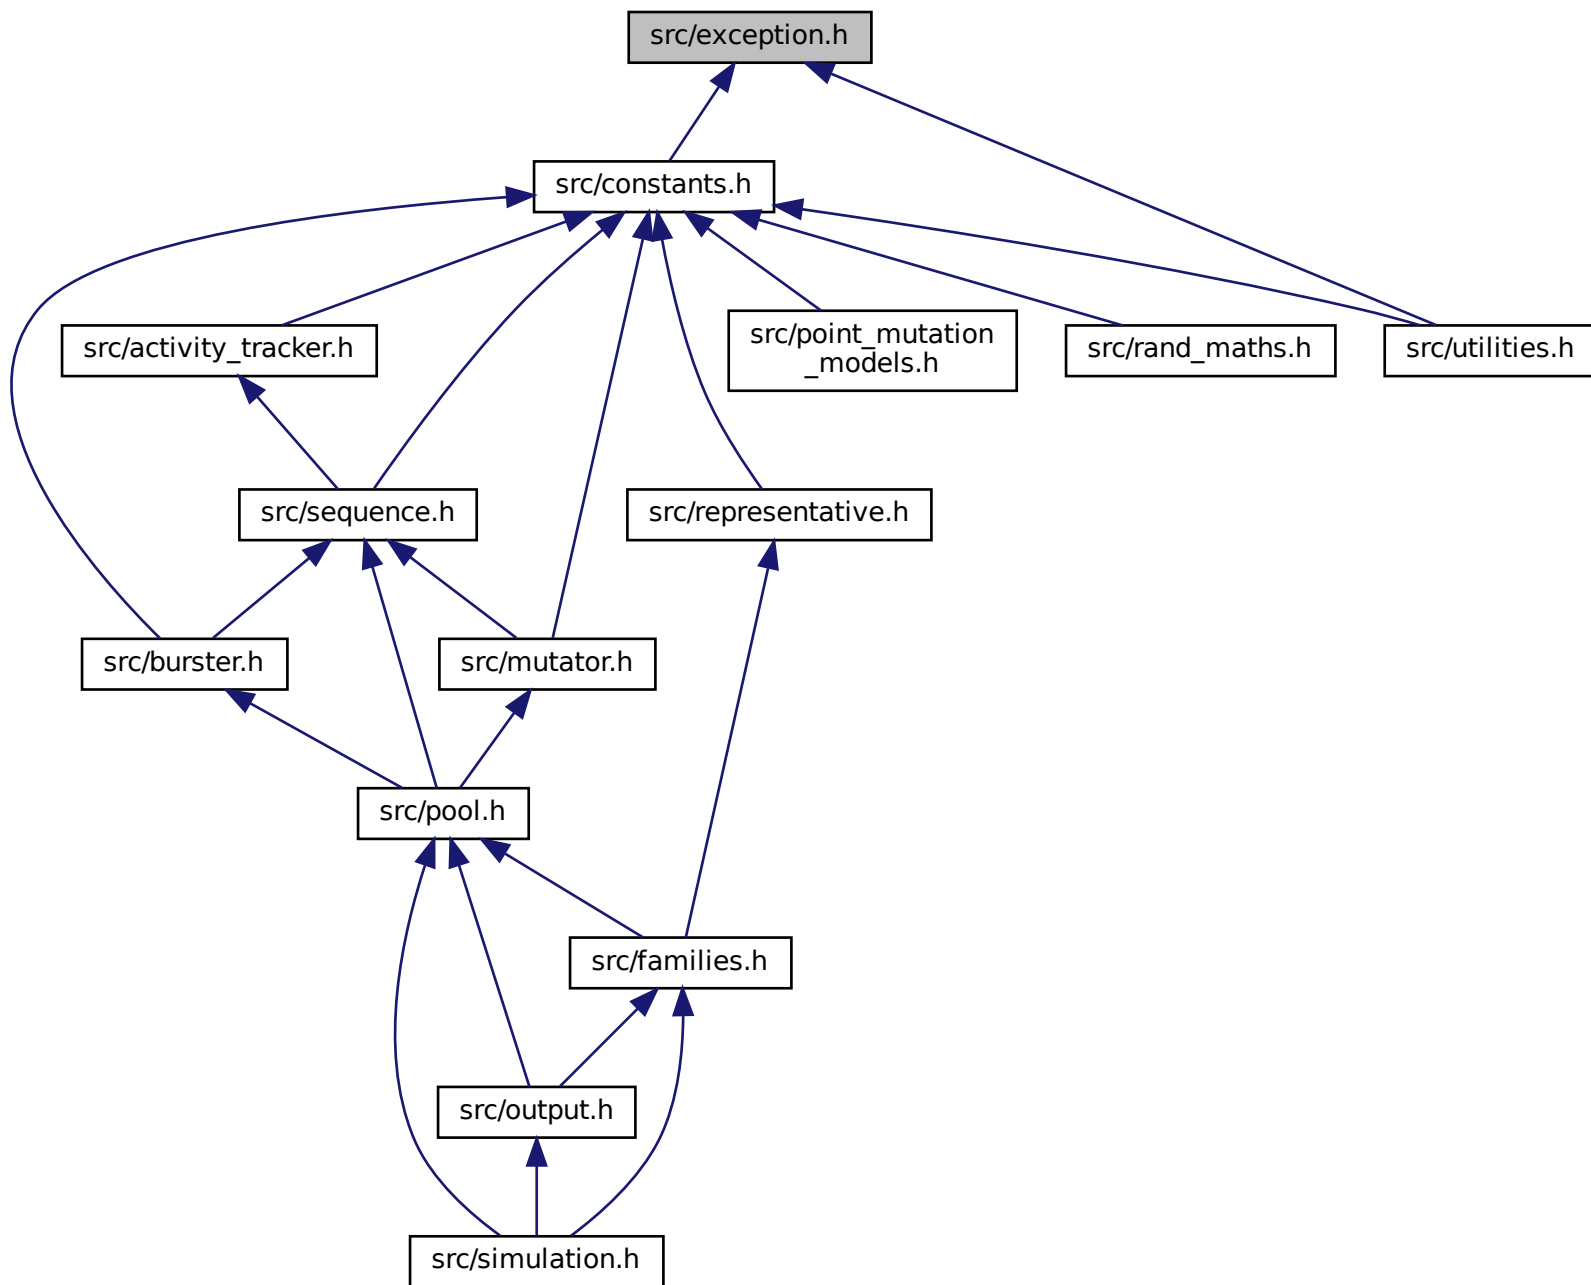 src/exception.h
src/constants.h
src/activity_tracker.h
src/point_mutation
_models.h
src/rand_maths.h
src/utilities.h
src/sequence.h
src/representative.h
src/burster.h
src/mutator.h
src/pool.h
src/families.h
src/output.h
src/simulation.h